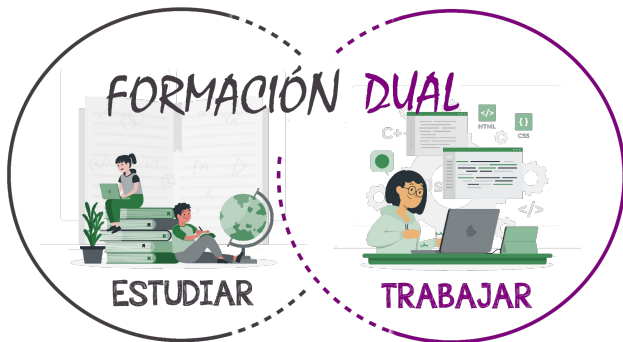 FORMACIÓN DUAL
</>
HTML
{ }
CSS
C++
</>
ESTUDIAR
TRABAJAR